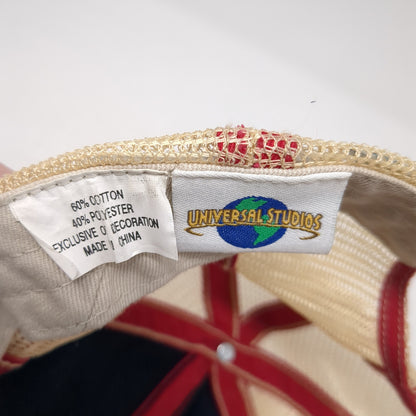 60% COTTON
40% POLYESTER
EXCLUSIVE OF DECORATION
MADE IN CHINA
UNIVERSAL STUDIOS